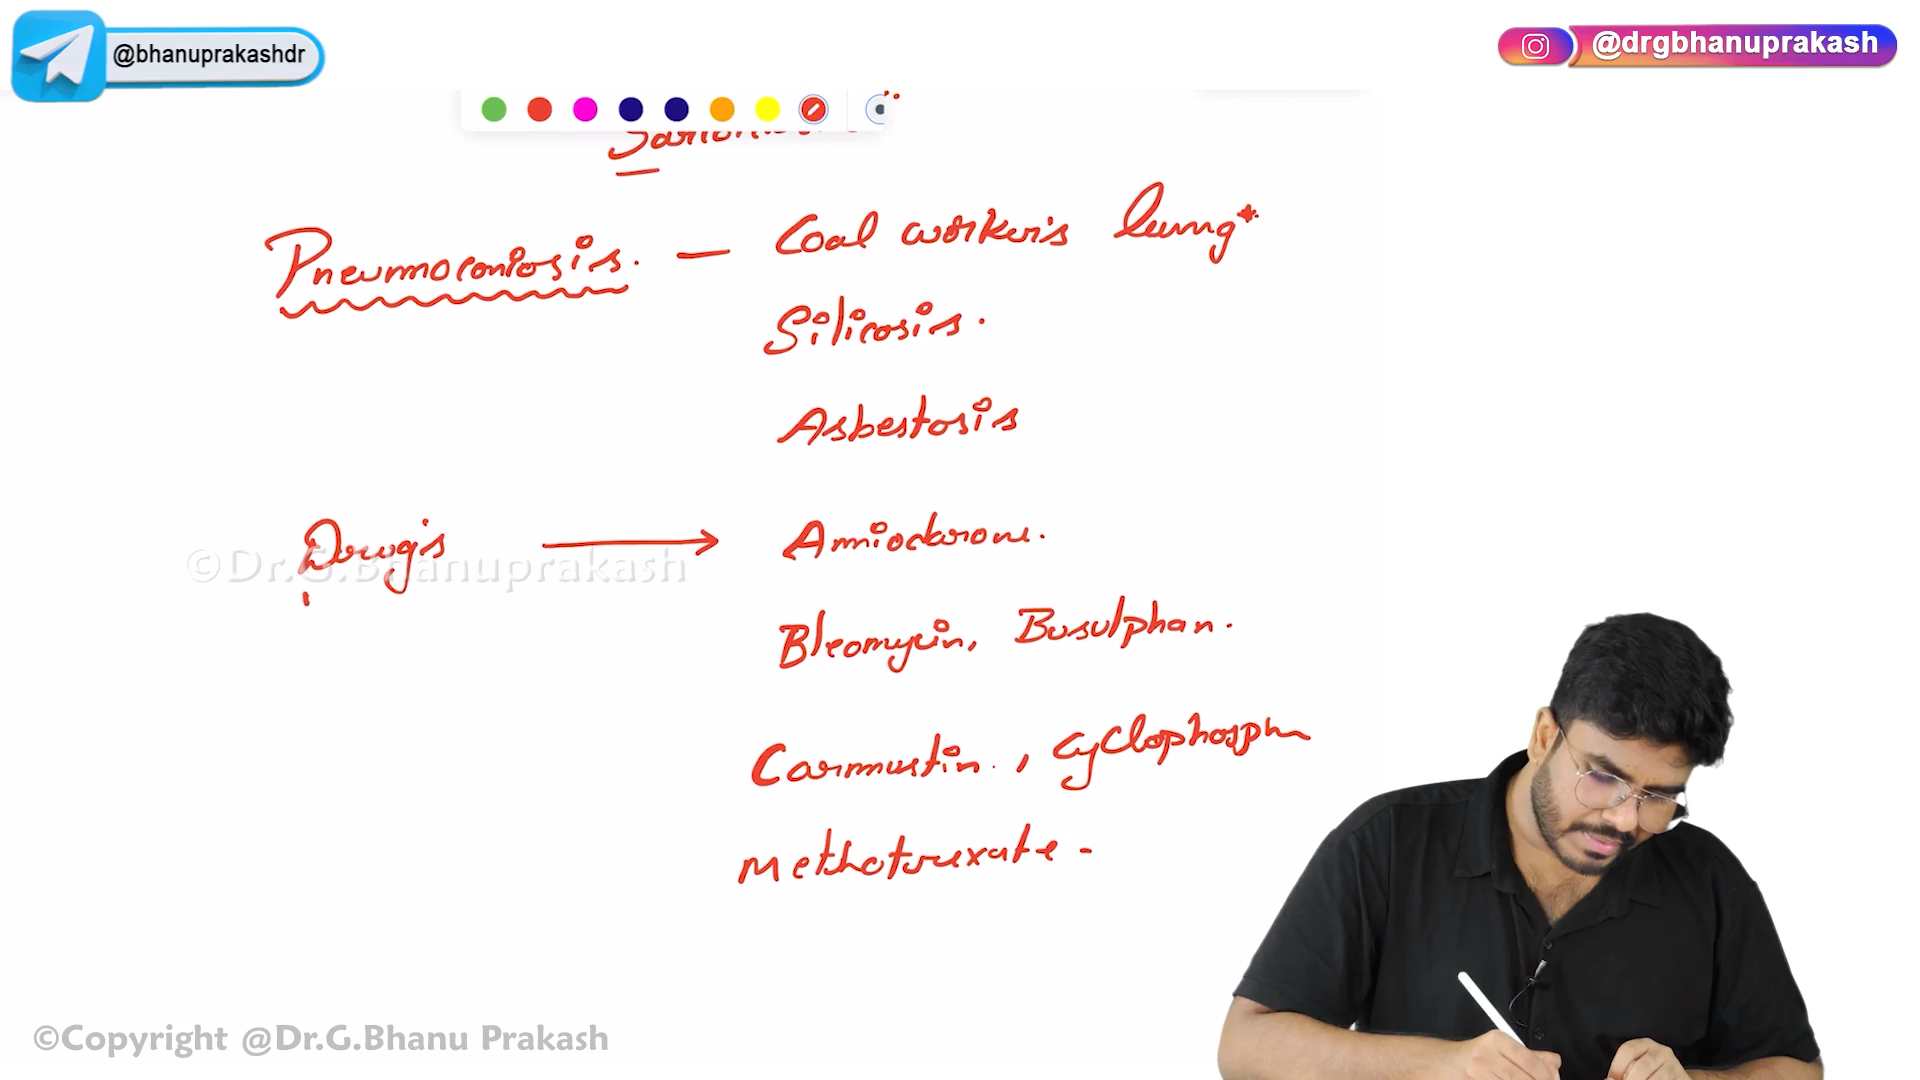 @bhanuprakashdr
@drgbhanuprakash
Pneumoconiosis. — Coal worker's lung*
Silicosis.
Asbestosis
Drug's → Amiodarone.
©Dr.G.Bhanuprakash
Bleomycin, Busulphan.
Carmustin. , Cyclophosph
Methotrexate -
©Copyright @Dr.G.Bhanu Prakash